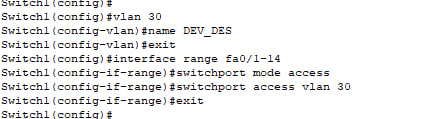 Switch1(config)#
Switch1(config)#vlan 30
Switch1(config-vlan)#name DEV_DES
Switch1(config-vlan)#exit
Switch1(config)#interface range fa0/1-14
Switch1(config-if-range)#switchport mode access
Switch1(config-if-range)#switchport access vlan 30
Switch1(config-if-range)#exit
Switch1(config)#